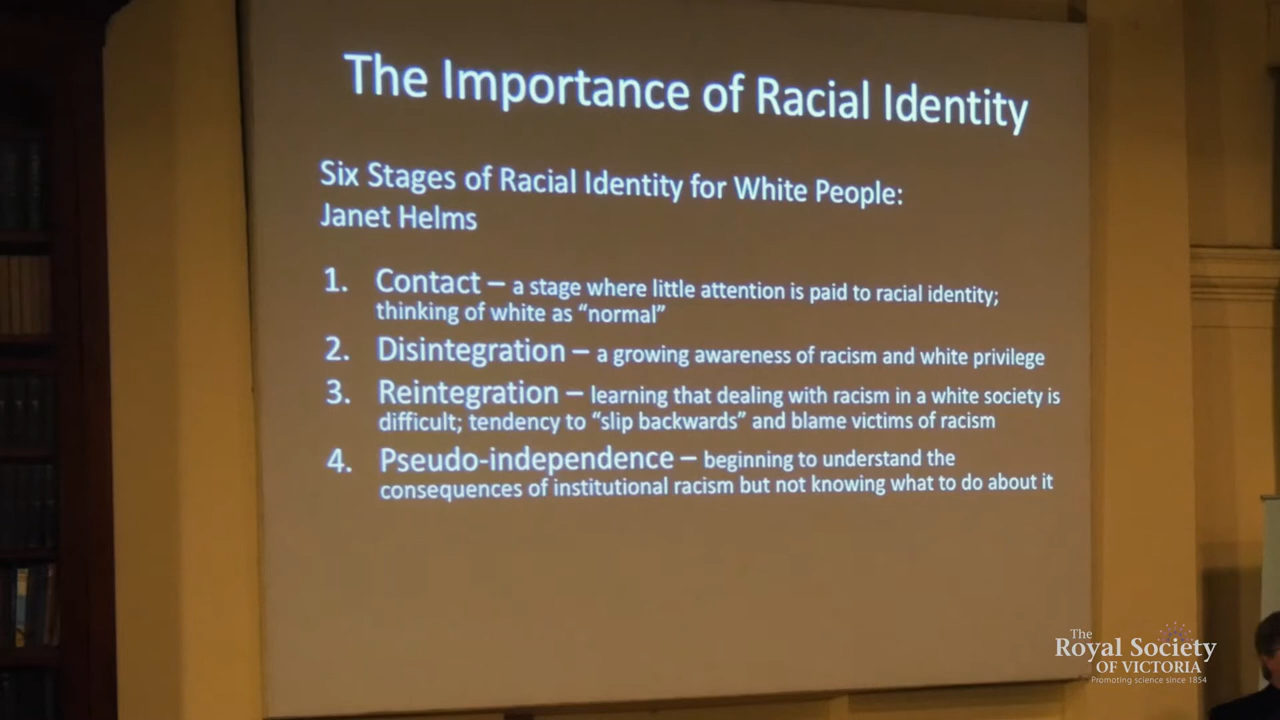 The Importance of Racial Identity
Six Stages of Racial Identity for White People:
Janet Helms
1. Contact – a stage where little attention is paid to racial identity;
thinking of white as “normal”
2. Disintegration – a growing awareness of racism and white privilege
3. Reintegration – learning that dealing with racism in a white society is
difficult; tendency to “slip backwards” and blame victims of racism
4. Pseudo-independence – beginning to understand the
consequences of institutional racism but not knowing what to do about it
The
Royal Society
OF VICTORIA
Promoting science since 1854